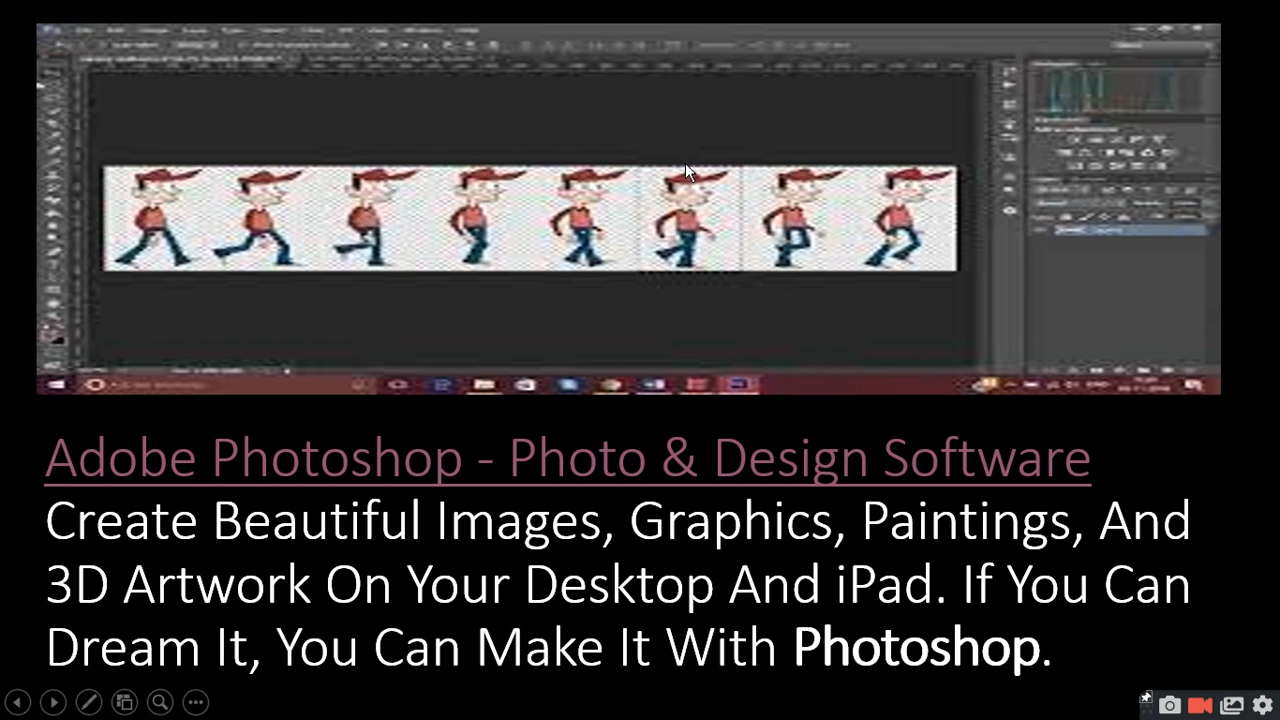 Adobe Photoshop - Photo & Design Software
Create Beautiful Images, Graphics, Paintings, And
3D Artwork On Your Desktop And iPad. If You Can
Dream It, You Can Make It With Photoshop.